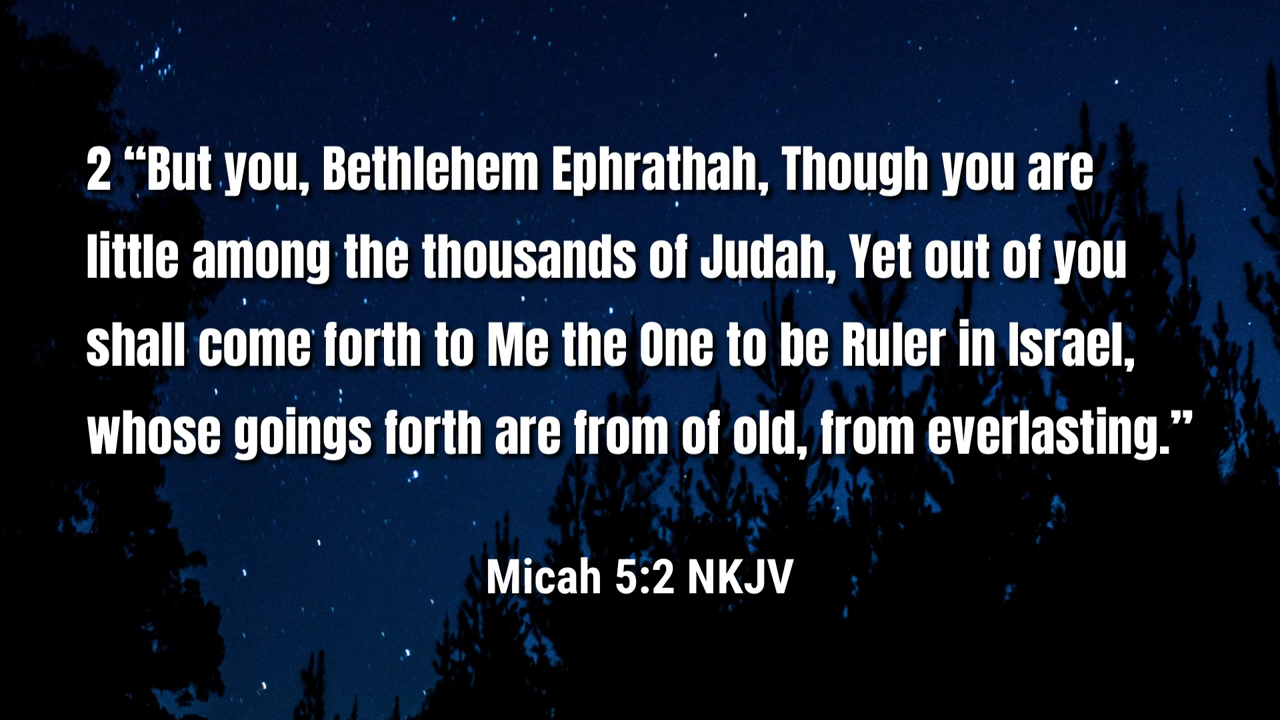 2 “But you, Bethlehem Ephrathah, Though you are
little among the thousands of Judah, Yet out of you
shall come forth to Me the One to be Ruler in Israel,
whose goings forth are from of old, from everlasting.”
Micah 5:2 NKJV